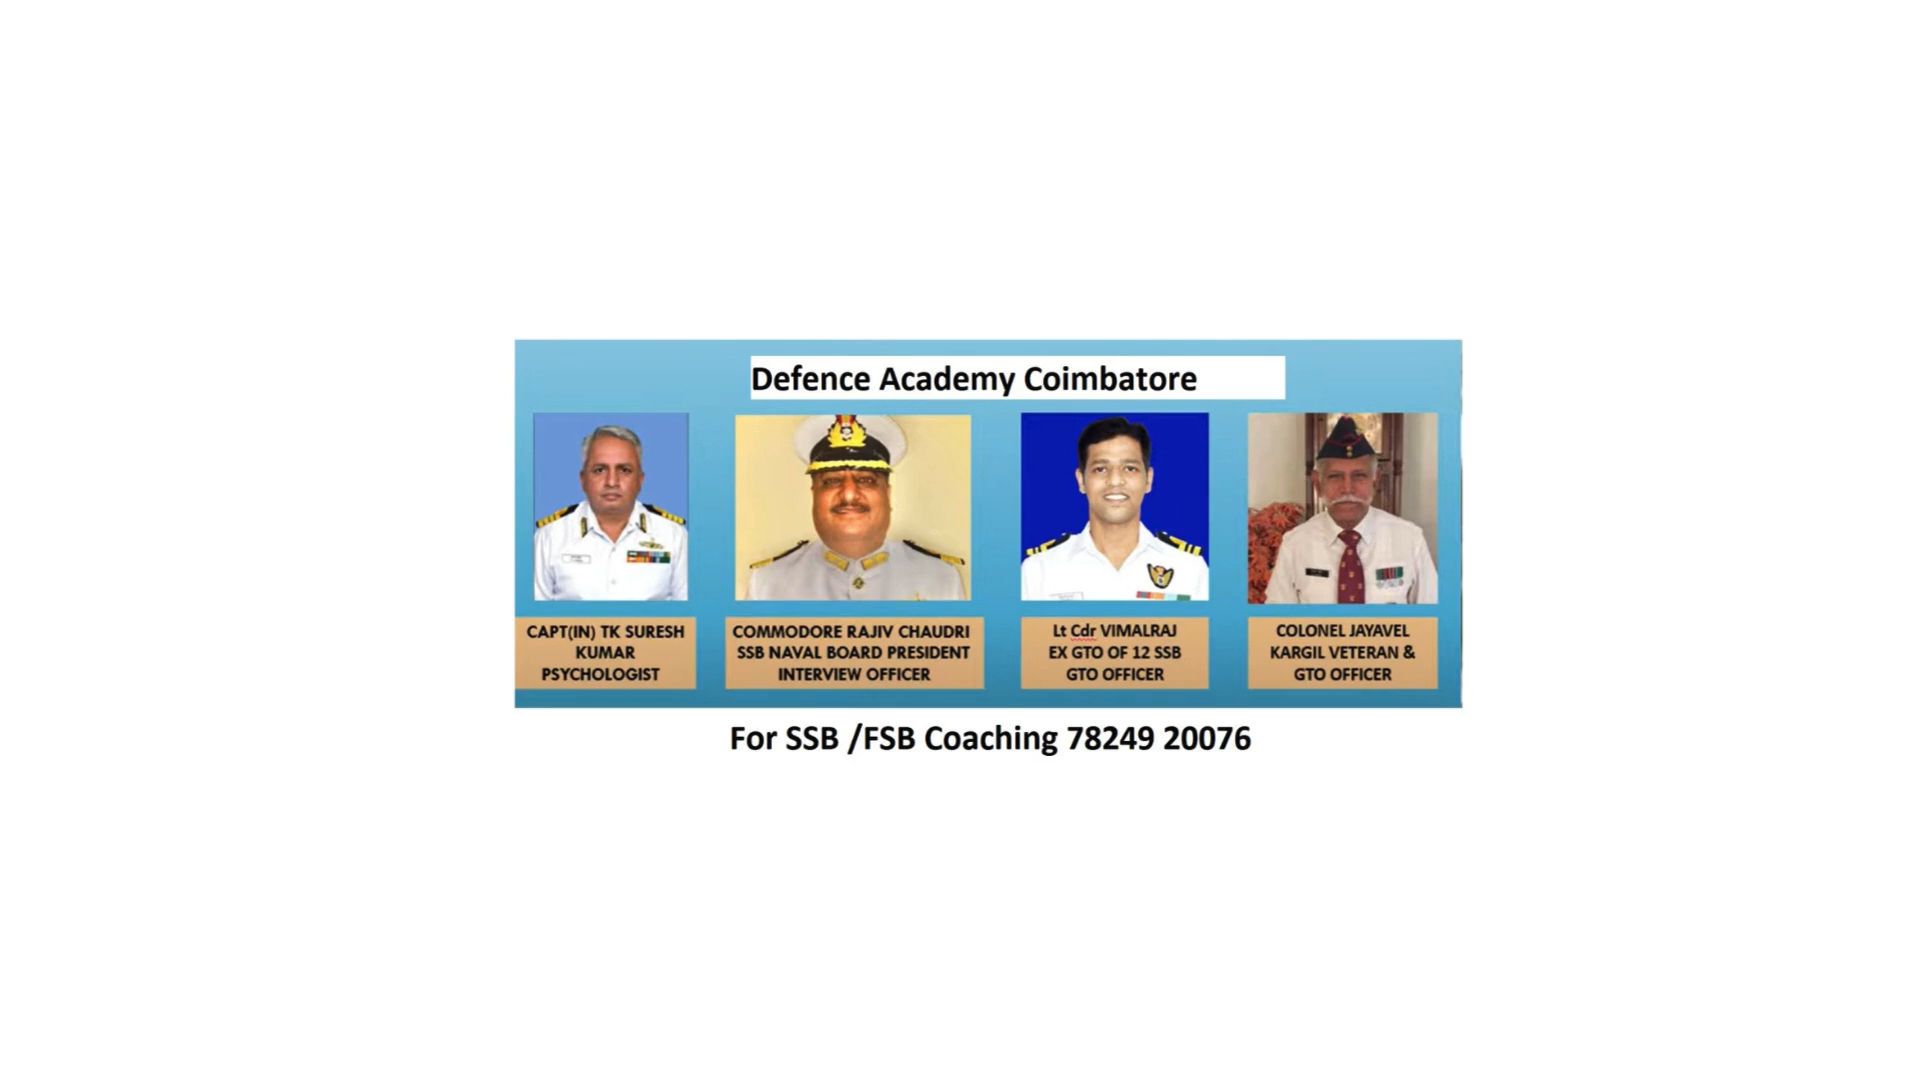 Defence Academy Coimbatore
CAPT(IN) TK SURESH
KUMAR
PSYCHOLOGIST
COMMODORE RAJIV CHAUDRI
SSB NAVAL BOARD PRESIDENT
INTERVIEW OFFICER
Lt Cdr VIMALRAJ
EX GTO OF 12 SSB
GTO OFFICER
COLONEL JAYAVEL
KARGIL VETERAN &
GTO OFFICER
For SSB /FSB Coaching 78249 20076